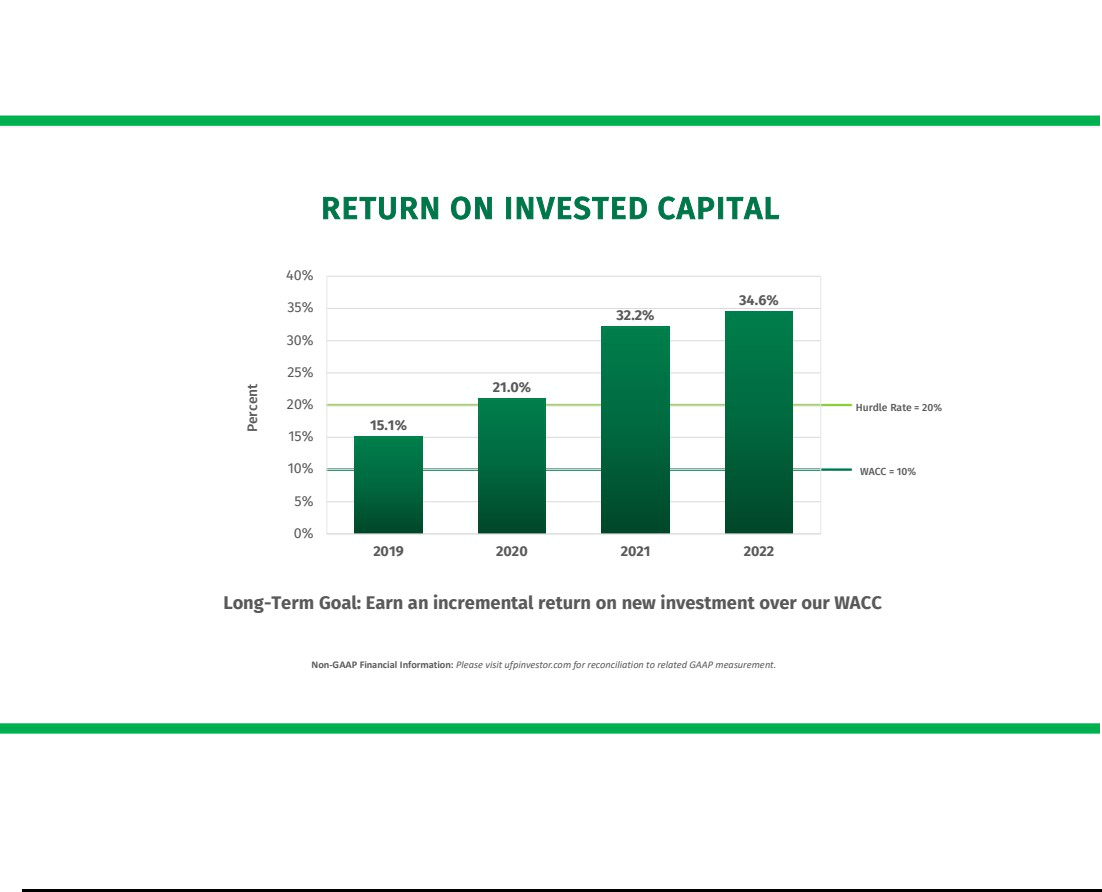 RETURN ON INVESTED CAPITAL
40%
35%
30%
25%
20%
15%
10%
5%
0%
Percent
15.1%
21.0%
32.2%
34.6%
Hurdle Rate = 20%
WACC = 10%
2019
2020
2021
2022
Long-Term Goal: Earn an incremental return on new investment over our WACC
Non-GAAP Financial Information: Please visit ufpinvestor.com for reconciliation to related GAAP measurement.